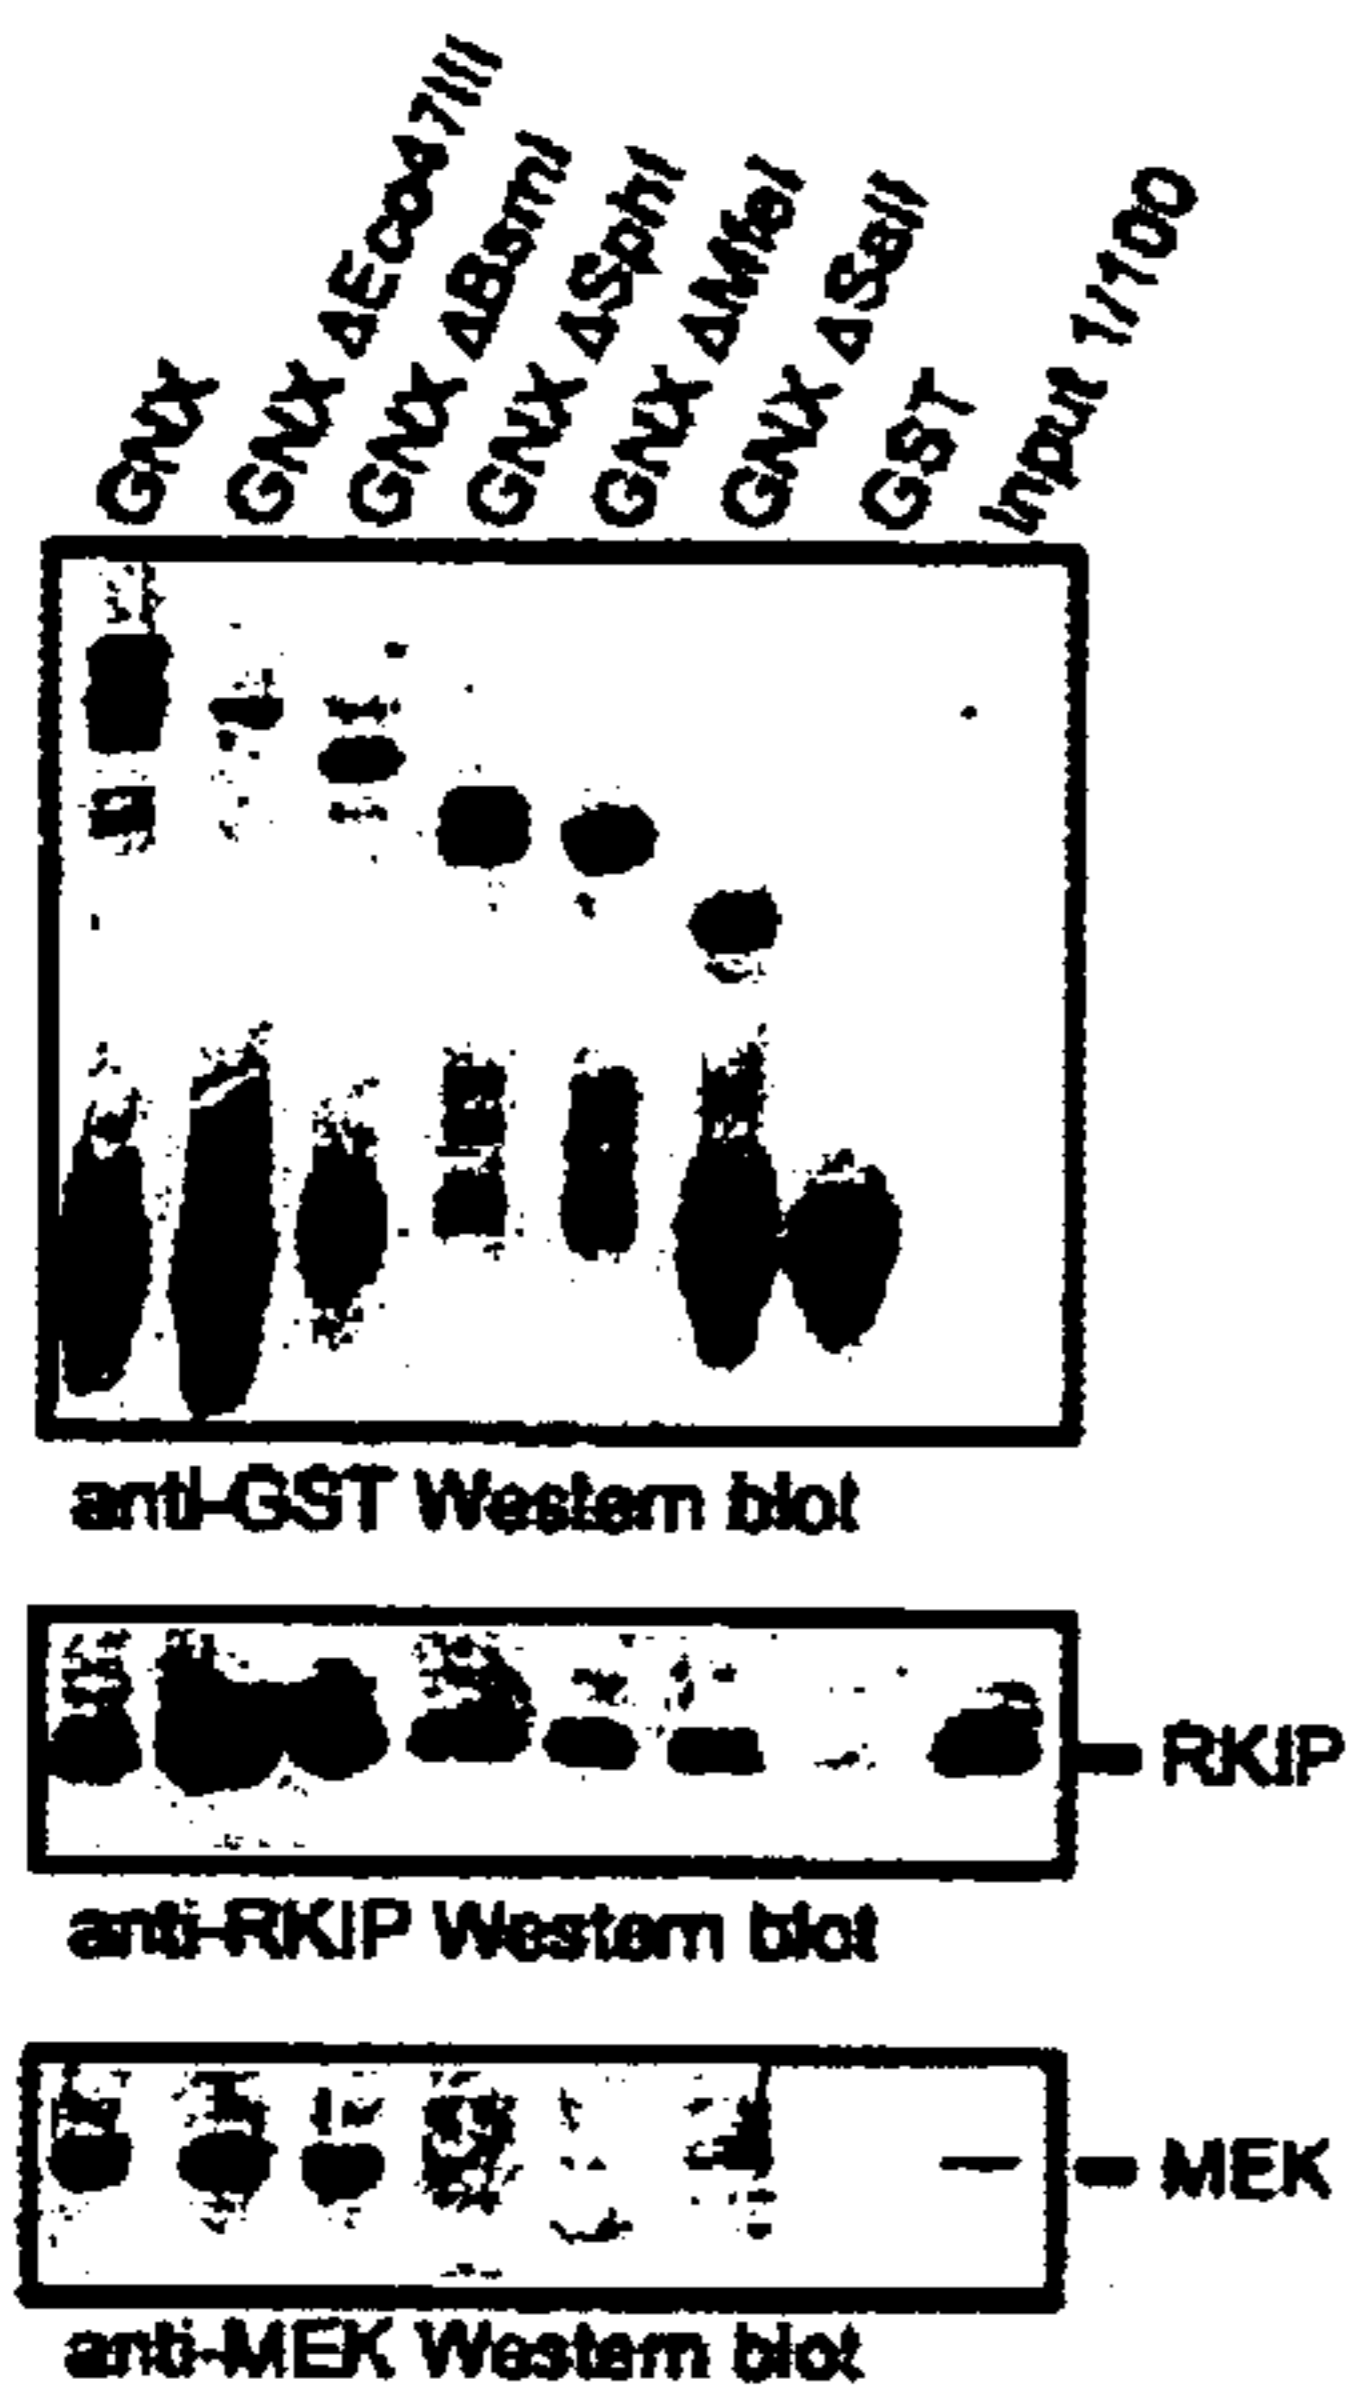 GNX
GNX ΔEco47III
GNX ΔBsmI
GNX ΔSphI
GNX ΔMfeI
GNX
GST
Input 1/100
anti-GST Western blot
RKIP
anti-RKIP Western blot
MEK
anti-MEK Western blot